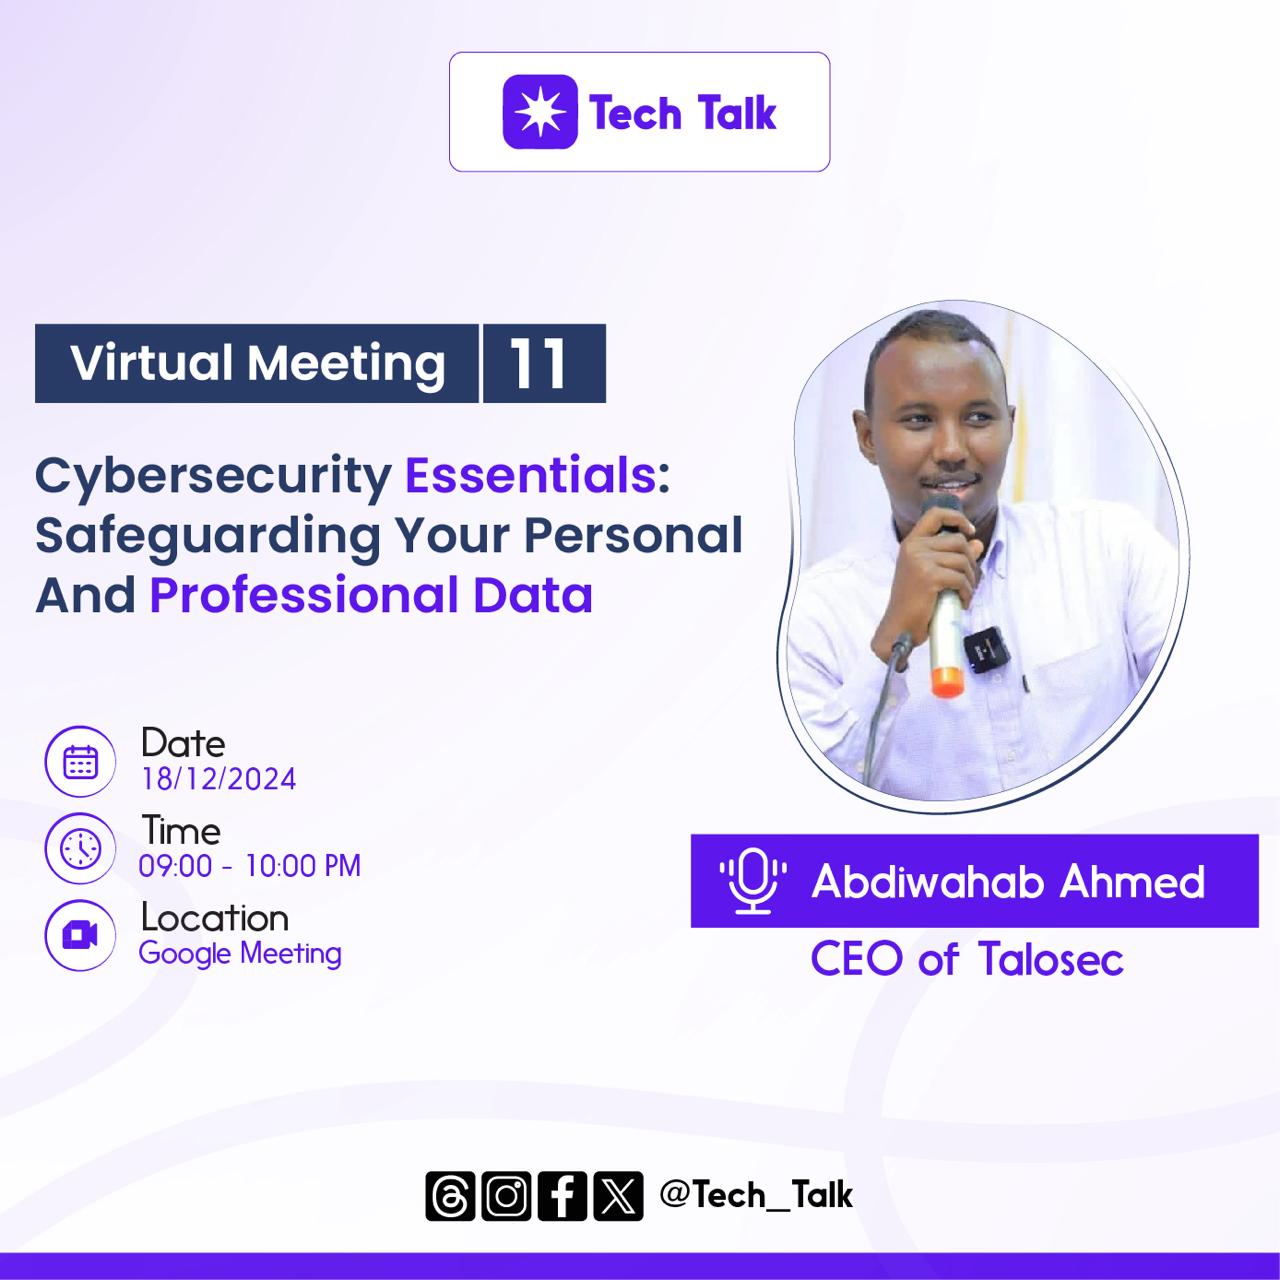 Tech Talk
Virtual Meeting 11
Cybersecurity Essentials:
Safeguarding Your Personal
And Professional Data
Date
18/12/2024
Time
09:00 - 10:00 PM
Location
Google Meeting
Abdiwahab Ahmed
CEO of Talosec
@Tech_Talk